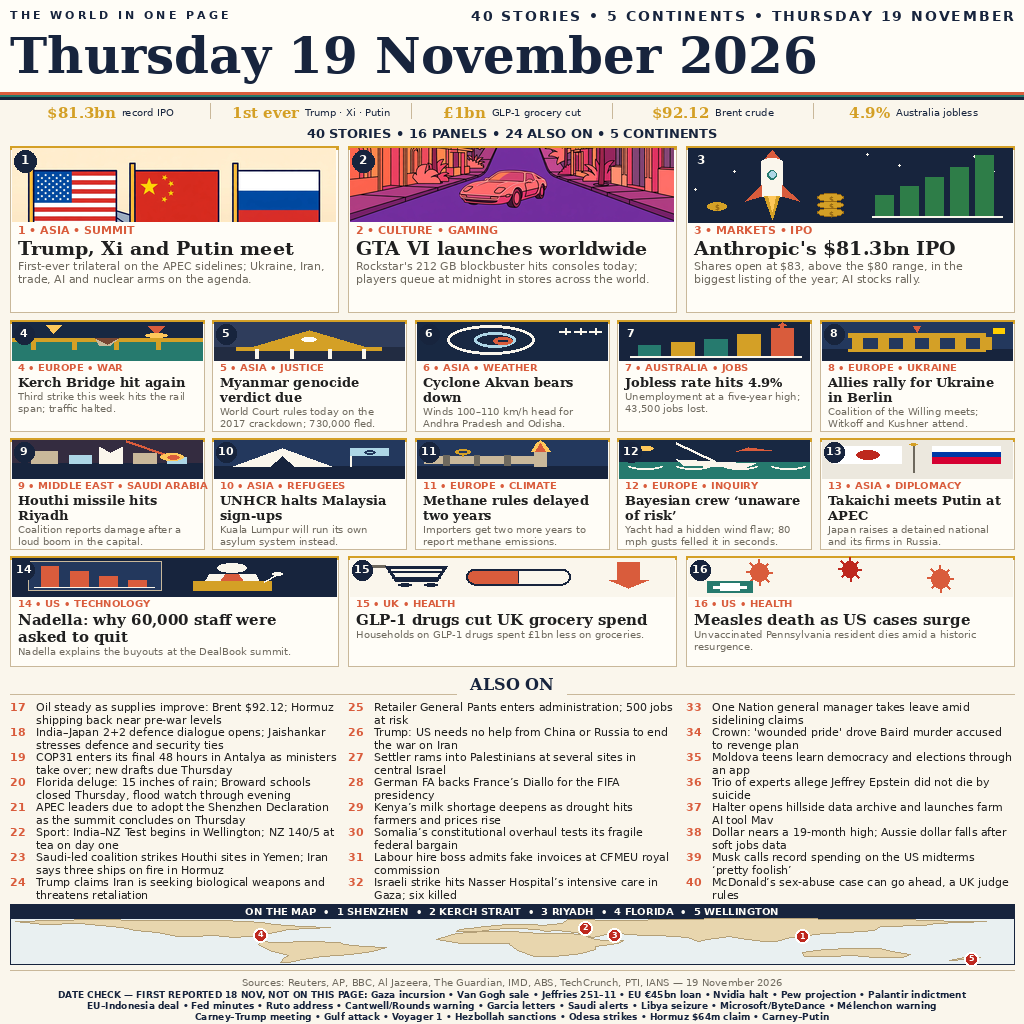 THE WORLD IN ONE PAGE
40 STORIES • 5 CONTINENTS • THURSDAY 19 NOVEMBER
Thursday 19 November 2026
$81.3bn record IPO
1st ever Trump · Xi · Putin
£1bn GLP-1 grocery cut
$92.12 Brent crude
4.9% Australia jobless
40 STORIES • 16 PANELS • 24 ALSO ON • 5 CONTINENTS
1
1 • ASIA • SUMMIT
Trump, Xi and Putin meet
First-ever trilateral on the APEC sidelines; Ukraine, Iran,
trade, AI and nuclear arms on the agenda.
2
2 • CULTURE • GAMING
GTA VI launches worldwide
Rockstar's 212 GB blockbuster hits consoles today;
players queue at midnight in stores across the world.
3
3 • MARKETS • IPO
Anthropic's $81.3bn IPO
Shares open at $83, above the $80 range, in the
biggest listing of the year; AI stocks rally.
4
4 • EUROPE • WAR
Kerch Bridge hit again
Third strike this week hits the rail
span; traffic halted.
5
5 • ASIA • JUSTICE
Myanmar genocide
verdict due
World Court rules today on the
2017 crackdown; 730,000 fled.
6
6 • ASIA • WEATHER
Cyclone Akvan bears
down
Winds 100–110 km/h head for
Andhra Pradesh and Odisha.
7
7 • AUSTRALIA • JOBS
Jobless rate hits 4.9%
Unemployment at a five-year high;
43,500 jobs lost.
8
8 • EUROPE • UKRAINE
Allies rally for Ukraine
in Berlin
Coalition of the Willing meets;
Witkoff and Kushner attend.
9
9 • MIDDLE EAST • SAUDI ARABIA
Houthi missile hits
Riyadh
Coalition reports damage after a
loud boom in the capital.
10
10 • ASIA • REFUGEES
UNHCR halts Malaysia
sign-ups
Kuala Lumpur will run its own
asylum system instead.
11
11 • EUROPE • CLIMATE
Methane rules delayed
two years
Importers get two more years to
report methane emissions.
12
12 • EUROPE • INQUIRY
Bayesian crew ‘unaware
of risk’
Yacht had a hidden wind flaw; 80
mph gusts felled it in seconds.
13
13 • ASIA • DIPLOMACY
Takaichi meets Putin at
APEC
Japan raises a detained national
and its firms in Russia.
14
14 • US • TECHNOLOGY
Nadella: why 60,000 staff were
asked to quit
Nadella explains the buyouts at the DealBook summit.
15
15 • UK • HEALTH
GLP-1 drugs cut UK grocery spend
Households on GLP-1 drugs spent £1bn less on groceries.
16
16 • US • HEALTH
Measles death as US cases surge
Unvaccinated Pennsylvania resident dies amid a historic
resurgence.
ALSO ON
17 Oil steady as supplies improve: Brent $92.12; Hormuz
shipping back near pre-war levels
18 India–Japan 2+2 defence dialogue opens; Jaishankar
stresses defence and security ties
19 COP31 enters its final 48 hours in Antalya as ministers
take over; new drafts due Thursday
20 Florida deluge: 15 inches of rain; Broward schools
closed Thursday, flood watch through evening
21 APEC leaders due to adopt the Shenzhen Declaration
as the summit concludes on Thursday
22 Sport: India–NZ Test begins in Wellington; NZ 140/5 at
tea on day one
23 Saudi-led coalition strikes Houthi sites in Yemen; Iran
says three ships on fire in Hormuz
24 Trump claims Iran is seeking biological weapons and
threatens retaliation
25 Retailer General Pants enters administration; 500 jobs
at risk
26 Trump: US needs no help from China or Russia to end
the war on Iran
27 Settler rams into Palestinians at several sites in
central Israel
28 German FA backs France’s Diallo for the FIFA
presidency
29 Kenya’s milk shortage deepens as drought hits
farmers and prices rise
30 Somalia’s constitutional overhaul tests its fragile
federal bargain
31 Labour hire boss admits fake invoices at CFMEU royal
commission
32 Israeli strike hits Nasser Hospital’s intensive care in
Gaza; six killed
33 One Nation general manager takes leave amid
sidelining claims
34 Crown: 'wounded pride' drove Baird murder accused
to revenge plan
35 Moldova teens learn democracy and elections through
an app
36 Trio of experts allege Jeffrey Epstein did not die by
suicide
37 Halter opens hillside data archive and launches farm
AI tool Mav
38 Dollar nears a 19-month high; Aussie dollar falls after
soft jobs data
39 Musk calls record spending on the US midterms
‘pretty foolish’
40 McDonald’s sex-abuse case can go ahead, a UK judge
rules
ON THE MAP • 1 SHENZHEN • 2 KERCH STRAIT • 3 RIYADH • 4 FLORIDA • 5 WELLINGTON
4
2
3
1
5
Sources: Reuters, AP, BBC, Al Jazeera, The Guardian, IMD, ABS, TechCrunch, PTI, IANS — 19 November 2026
DATE CHECK — FIRST REPORTED 18 NOV, NOT ON THIS PAGE: Gaza incursion • Van Gogh sale • Jeffries 251-11 • EU €45bn loan • Nvidia halt • Pew projection • Palantir indictment
EU–Indonesia deal • Fed minutes • Ruto address • Cantwell/Rounds warning • Garcia letters • Saudi alerts • Libya seizure • Microsoft/ByteDance • Mélenchon warning
Carney-Trump meeting • Gulf attack • Voyager 1 • Hezbollah sanctions • Odesa strikes • Hormuz $64m claim • Carney–Putin